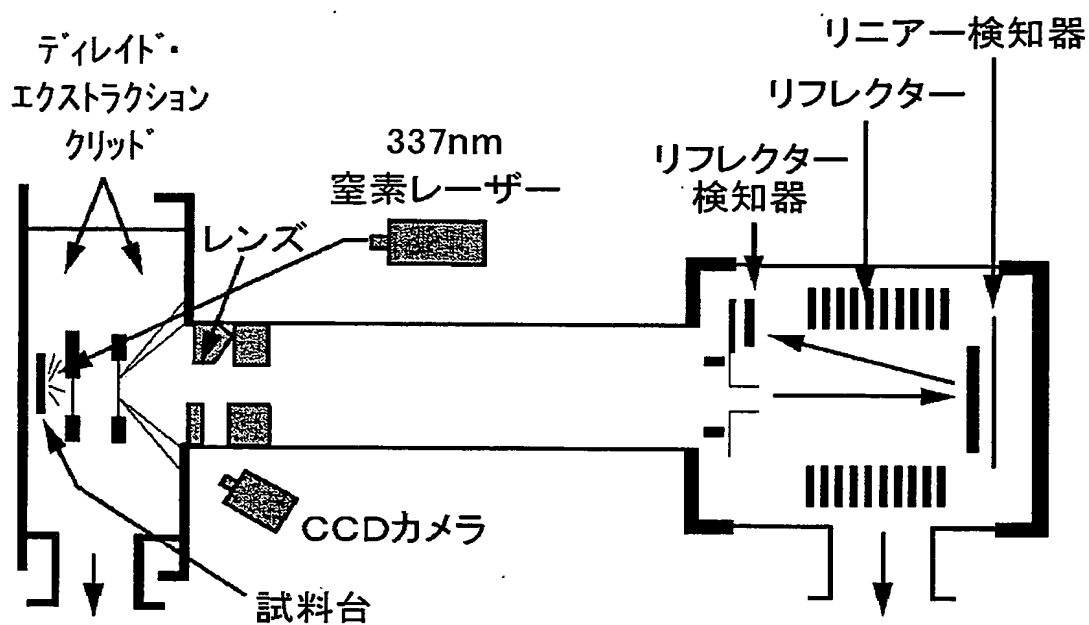 ディレイド・
エクストラクション
クリッド゛
337nm
窒素レーザー
レンズ
リフレクター
検知器
リフレクター
リニアー検知器
CCDカメラ
試料台